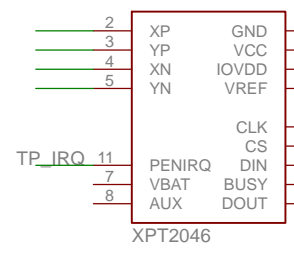 2 XP GND
3 YP VCC
4 XN IOVDD
5 YN VREF
CLK
CS
TP_IRQ 11 PENIRQ DIN
7 VBAT BUSY
8 AUX DOUT
XPT2046